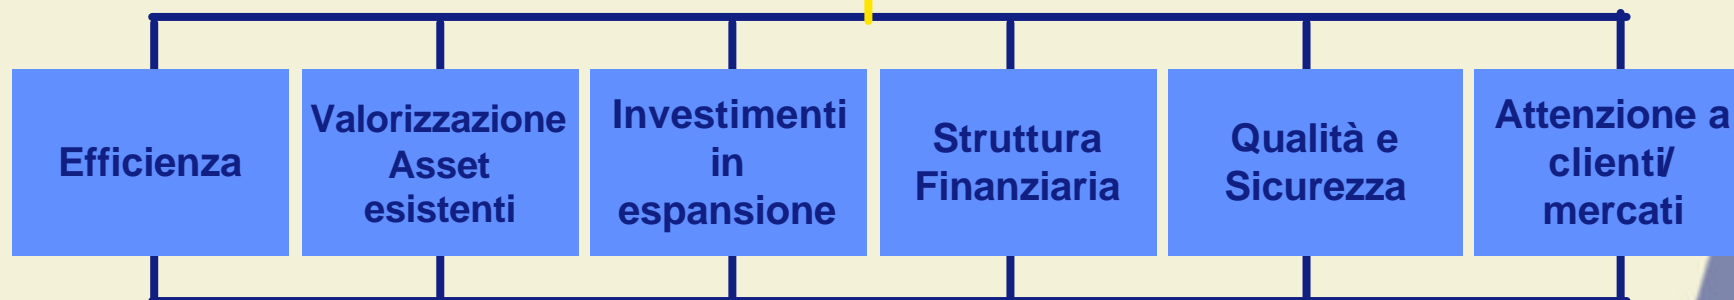 Efficienza
Valorizzazione
Asset
esistenti
Investimenti
in
espansione
Struttura
Finanziaria
Qualità e
Sicurezza
Attenzione a
clienti/
mercati